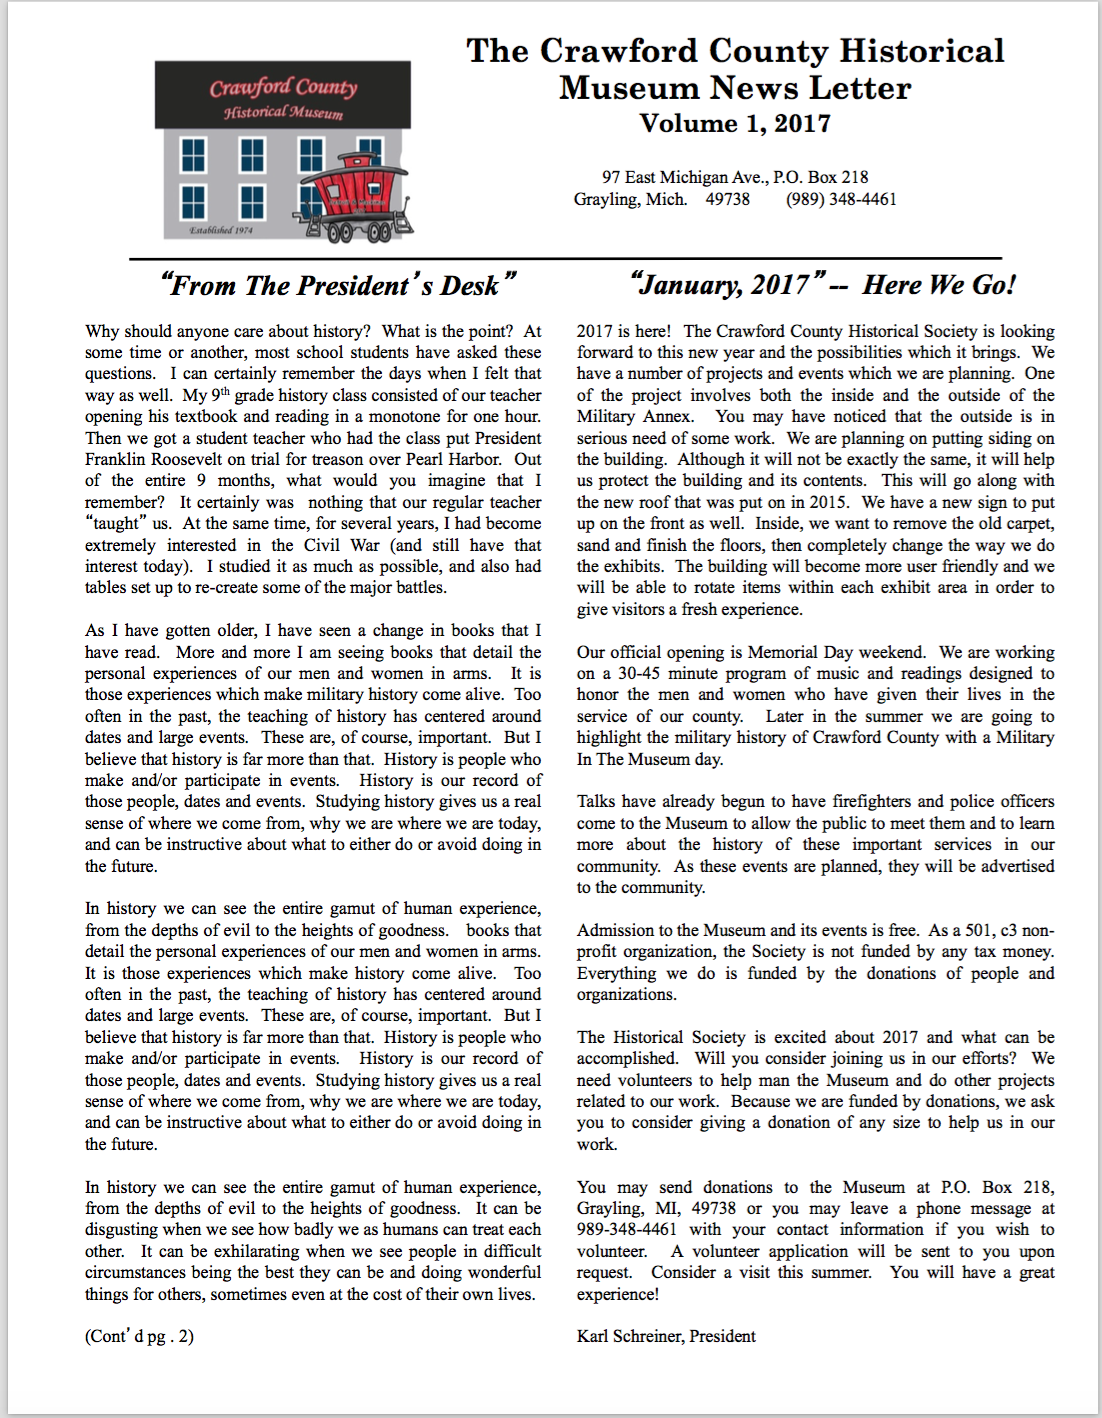 Crawford County
Historical Museum
Established 1974
The Crawford County Historical
Museum News Letter
Volume 1, 2017
97 East Michigan Ave., P.O. Box 218
Grayling, Mich. 49738 (989) 348-4461
“From The President’s Desk”
Why should anyone care about history? What is the point? At
some time or another, most school students have asked these
questions. I can certainly remember the days when I felt that
way as well. My 9th grade history class consisted of our teacher
opening his textbook and reading in a monotone for one hour.
Then we got a student teacher who had the class put President
Franklin Roosevelt on trial for treason over Pearl Harbor. Out
of the entire 9 months, what would you imagine that I
remember? It certainly was nothing that our regular teacher
“taught” us. At the same time, for several years, I had become
extremely interested in the Civil War (and still have that
interest today). I studied it as much as possible, and also had
tables set up to re-create some of the major battles.
As I have gotten older, I have seen a change in books that I
have read. More and more I am seeing books that detail the
personal experiences of our men and women in arms. It is
those experiences which make military history come alive. Too
often in the past, the teaching of history has centered around
dates and large events. These are, of course, important. But I
believe that history is far more than that. History is people who
make and/or participate in events. History is our record of
those people, dates and events. Studying history gives us a real
sense of where we come from, why we are where we are today,
and can be instructive about what to either do or avoid doing in
the future.
In history we can see the entire gamut of human experience,
from the depths of evil to the heights of goodness. books that
detail the personal experiences of our men and women in arms.
It is those experiences which make history come alive. Too
often in the past, the teaching of history has centered around
dates and large events. These are, of course, important. But I
believe that history is far more than that. History is people who
make and/or participate in events. History is our record of
those people, dates and events. Studying history gives us a real
sense of where we come from, why we are where we are today,
and can be instructive about what to either do or avoid doing in
the future.
In history we can see the entire gamut of human experience,
from the depths of evil to the heights of goodness. It can be
disgusting when we see how badly we as humans can treat each
other. It can be exhilarating when we see people in difficult
circumstances being the best they can be and doing wonderful
things for others, sometimes even at the cost of their own lives.
(Cont’ d pg . 2)
“January, 2017”-- Here We Go!
2017 is here! The Crawford County Historical Society is looking
forward to this new year and the possibilities which it brings. We
have a number of projects and events which we are planning. One
of the project involves both the inside and the outside of the
Military Annex. You may have noticed that the outside is in
serious need of some work. We are planning on putting siding on
the building. Although it will not be exactly the same, it will help
us protect the building and its contents. This will go along with
the new roof that was put on in 2015. We have a new sign to put
up on the front as well. Inside, we want to remove the old carpet,
sand and finish the floors, then completely change the way we do
the exhibits. The building will become more user friendly and we
will be able to rotate items within each exhibit area in order to
give visitors a fresh experience.
Our official opening is Memorial Day weekend. We are working
on a 30-45 minute program of music and readings designed to
honor the men and women who have given their lives in the
service of our county. Later in the summer we are going to
highlight the military history of Crawford County with a Military
In The Museum day.
Talks have already begun to have firefighters and police officers
come to the Museum to allow the public to meet them and to learn
more about the history of these important services in our
community. As these events are planned, they will be advertised
to the community.
Admission to the Museum and its events is free. As a 501, c3 non-
profit organization, the Society is not funded by any tax money.
Everything we do is funded by the donations of people and
organizations.
The Historical Society is excited about 2017 and what can be
accomplished. Will you consider joining us in our efforts? We
need volunteers to help man the Museum and do other projects
related to our work. Because we are funded by donations, we ask
you to consider giving a donation of any size to help us in our
work.
You may send donations to the Museum at P.O. Box 218,
Grayling, MI, 49738 or you may leave a phone message at
989-348-4461 with your contact information if you wish to
volunteer. A volunteer application will be sent to you upon
request. Consider a visit this summer. You will have a great
experience!
Karl Schreiner, President